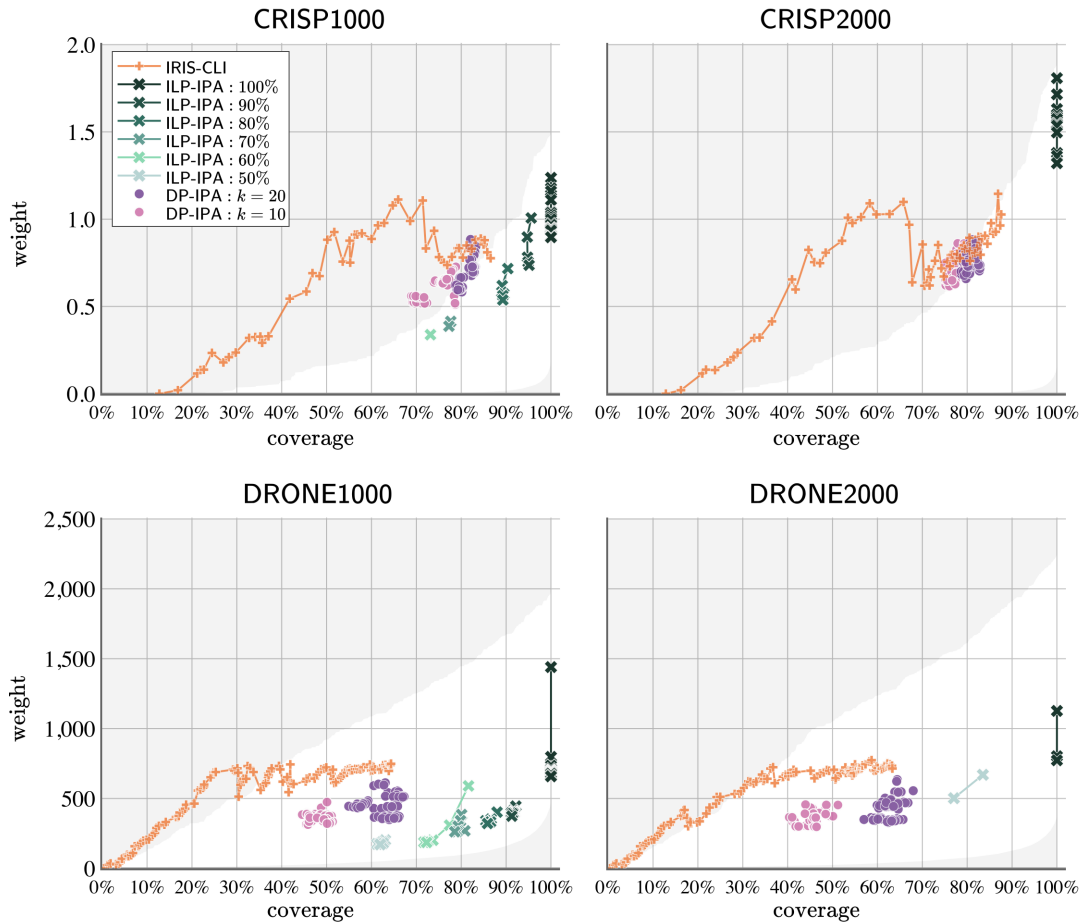 CRISP1000
CRISP2000
2.0
1.5
1.0
0.5
0.0
weight
IRIS-CLI
ILP-IPA : 100%
ILP-IPA : 90%
ILP-IPA : 80%
ILP-IPA : 70%
ILP-IPA : 60%
ILP-IPA : 50%
DP-IPA : k = 20
DP-IPA : k = 10
0% 10% 20% 30% 40% 50% 60% 70% 80% 90% 100%
0% 10% 20% 30% 40% 50% 60% 70% 80% 90% 100%
coverage
coverage
DRONE1000
DRONE2000
2,500
2,000
1,500
1,000
500
0
weight
0% 10% 20% 30% 40% 50% 60% 70% 80% 90% 100%
0% 10% 20% 30% 40% 50% 60% 70% 80% 90% 100%
coverage
coverage